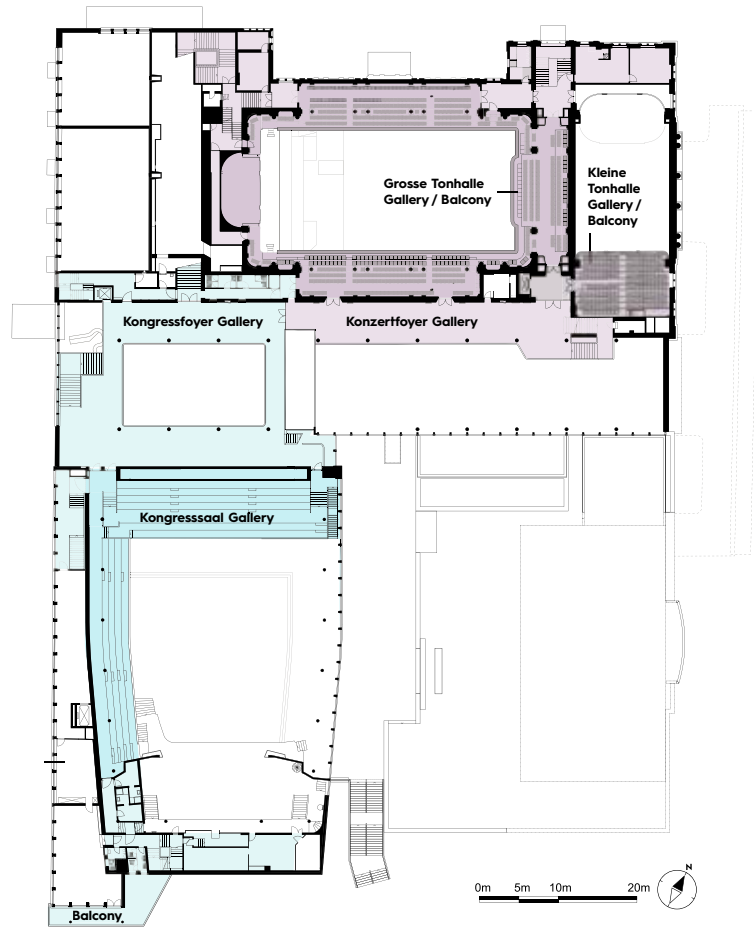 Grosse Tonhalle
Gallery / Balcony
Kleine
Tonhalle
Gallery /
Balcony
Kongressfoyer Gallery
Konzertfoyer Gallery
Kongresssaal Gallery
Balcony
0m 5m 10m 20m
N